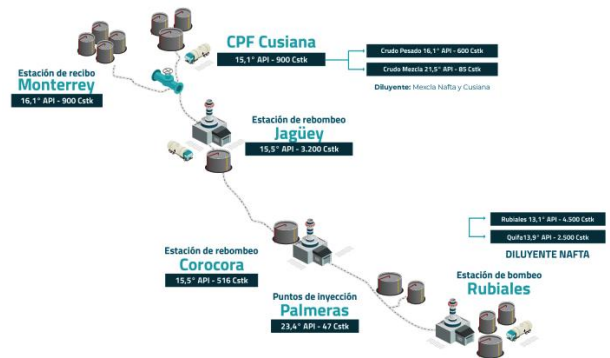 CPF Cusiana
15,1° API - 900 Cstk
Crudo Pesado 16,1° API - 600 Cstk
Crudo Mezcla 21,5° API - 85 Cstk
Diluyente: Mexcla Nafta y Cusiana
Estación de recibo
Monterrey
16,1° API - 900 Cstk
Estación de rebombeo
Jagüey
15,5° API - 3.200 Cstk
Rubiales 13,1° API - 4.500 Cstk
Quifa13,9° API - 2.500 Cstk
DILUYENTE NAFTA
Estación de rebombeo
Corocora
15,5° API - 516 Cstk
Estación de bombeo
Rubiales
Puntos de inyección
Palmeras
23,4° API - 47 Cstk